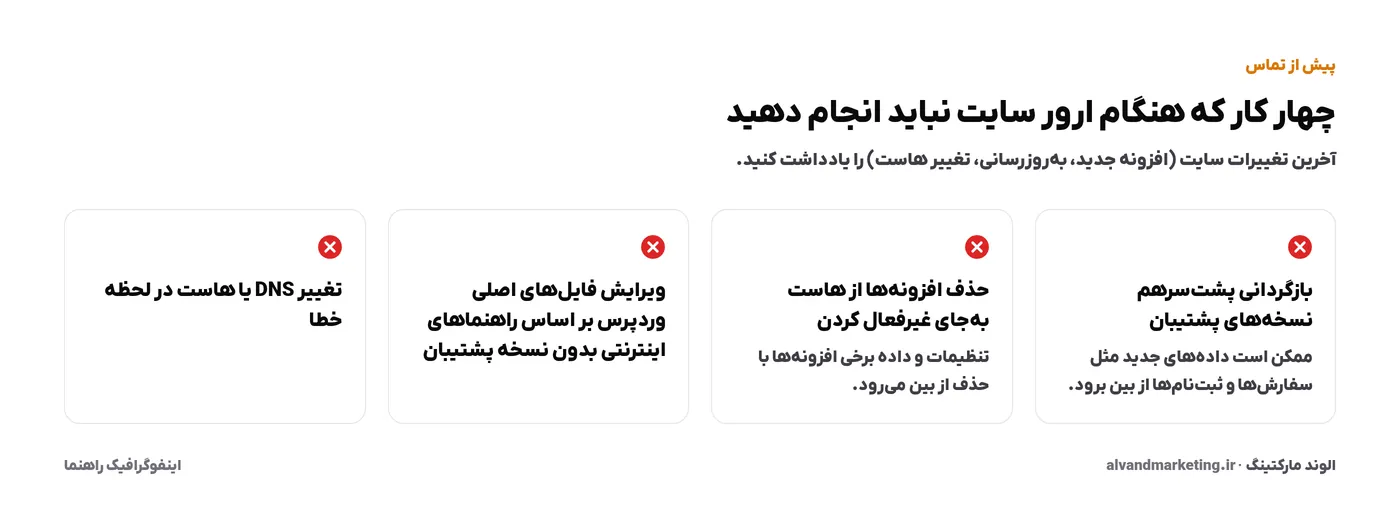 پیش از تماس
چهار کار که هنگام ارور سایت نباید انجام دهید
آخرین تغییرات سایت (افزونه جدید، به‌روزرسانی، تغییر هاست) را یادداشت کنید.
بازگردانی پشت‌سرهم
نسخه‌های پشتیبان
ممکن است داده‌های جدید مثل
سفارش‌ها و ثبت‌نام‌ها از بین برود.
حذف افزونه‌ها از هاست
به‌جای غیرفعال کردن
تنظیمات و داده برخی افزونه‌ها با
حذف از بین می‌رود.
ویرایش فایل‌های اصلی
وردپرس بر اساس راهنماهای
اینترنتی بدون نسخه پشتیبان
تغییر DNS یا هاست در لحظه
خطا
الوند مارکتینگ · alvandmarketing.ir
اینفوگرافیک راهنما